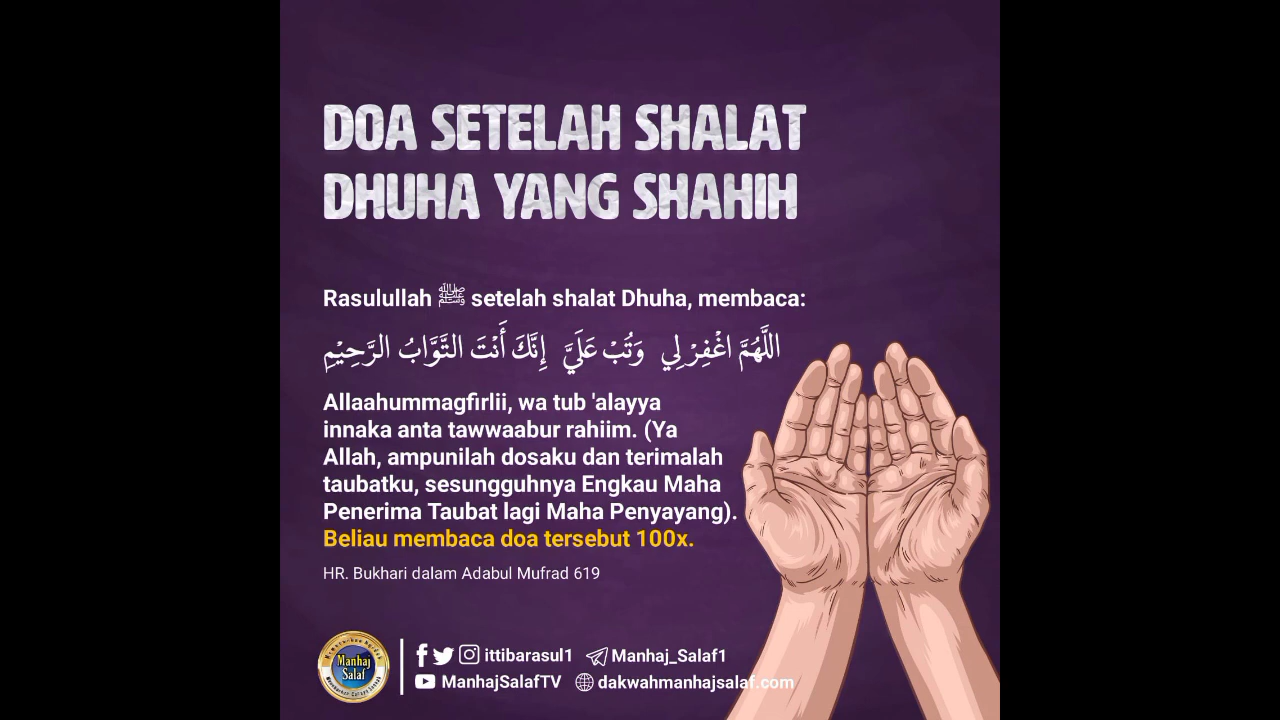 DOA SETELAH SHALAT
DHUHA YANG SHAHIH
Rasulullah ﷺ setelah shalat Dhuha, membaca:
اللَّهُمَّ اغْفِرْ لِي وَتُبْ عَلَيَّ إِنَّكَ أَنْتَ التَّوَّابُ الرَّحِيْمِ
Allaahummagfirlii, wa tub 'alayya
innaka anta tawwaabur rahiim. (Ya
Allah, ampunilah dosaku dan terimalah
taubatku, sesungguhnya Engkau Maha
Penerima Taubat lagi Maha Penyayang).
Beliau membaca doa tersebut 100x.
HR. Bukhari dalam Adabul Mufrad 619
Manhaj
Salaf
ittibarasul1 Manhaj_Salaf1
ManhajSalafTV dakwahmanhajsalaf.com